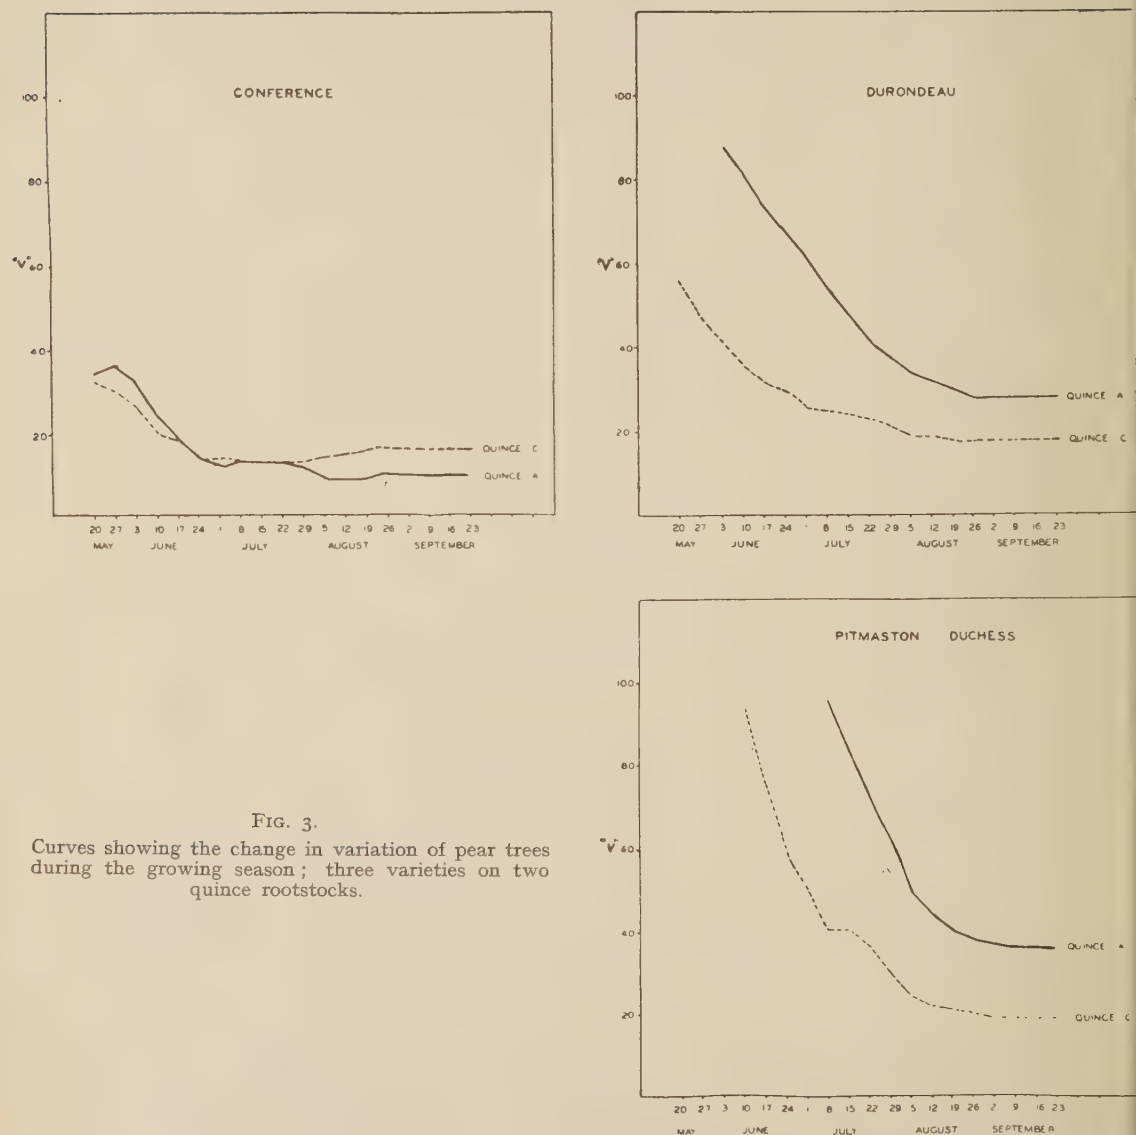 CONFERENCE
100
80
"V" 60
40
20
QUINCE C
QUINCE A
20 27 3 10 17 24 1 8 15 22 29 5 12 19 26 2 9 16 23
MAY JUNE JULY AUGUST SEPTEMBER
DURONDEAU
100
80
"V" 60
40
20
QUINCE A
QUINCE C
20 27 3 10 17 24 1 8 15 22 29 5 12 19 26 2 9 16 23
MAY JUNE JULY AUGUST SEPTEMBER
PITMASTON DUCHESS
100
80
"V" 60
40
20
QUINCE A
QUINCE C
20 27 3 10 17 24 1 8 15 22 29 5 12 19 26 2 9 16 23
MAY JUNE JULY AUGUST SEPTEMBER
FIG. 3.
Curves showing the change in variation of pear trees
during the growing season ; three varieties on two
quince rootstocks.